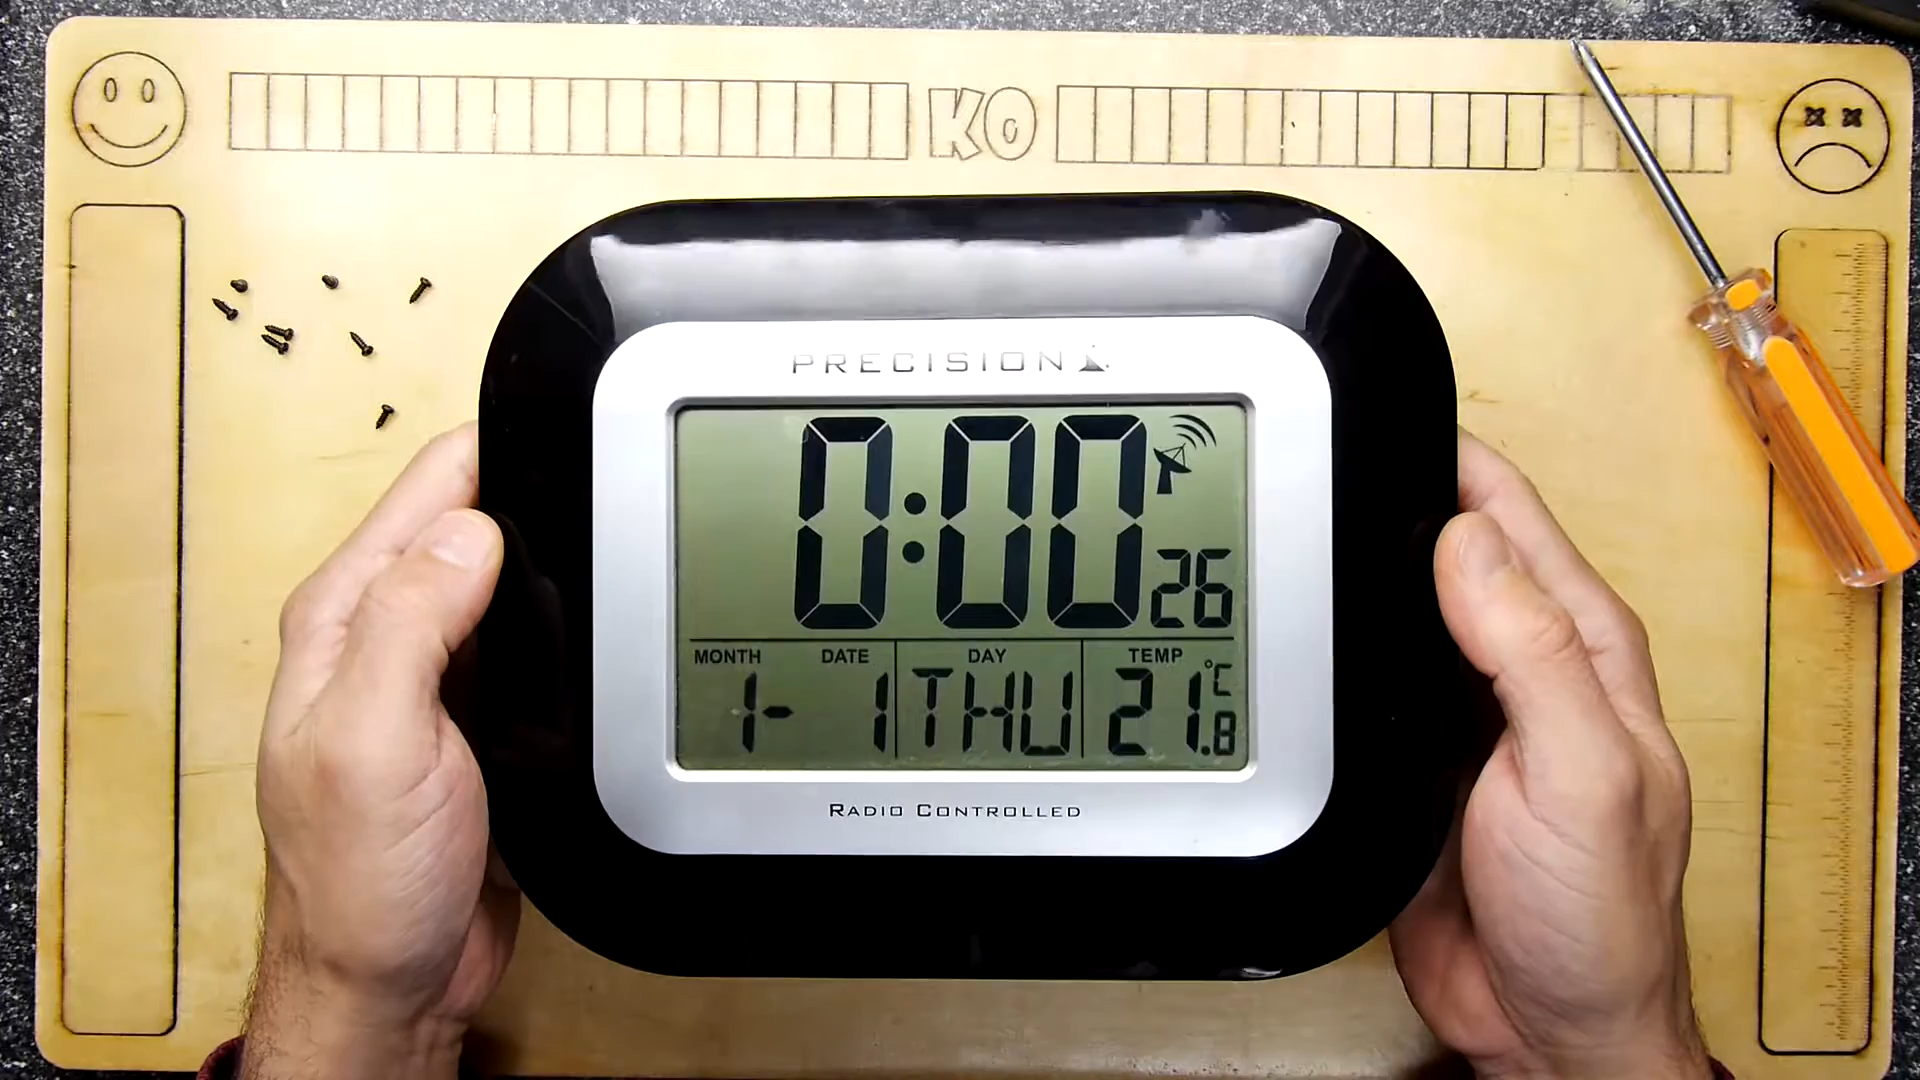 KO
PRECISION
0:00 26
MONTH DATE DAY TEMP
1- 1 THU 21.8 °C
RADIO CONTROLLED